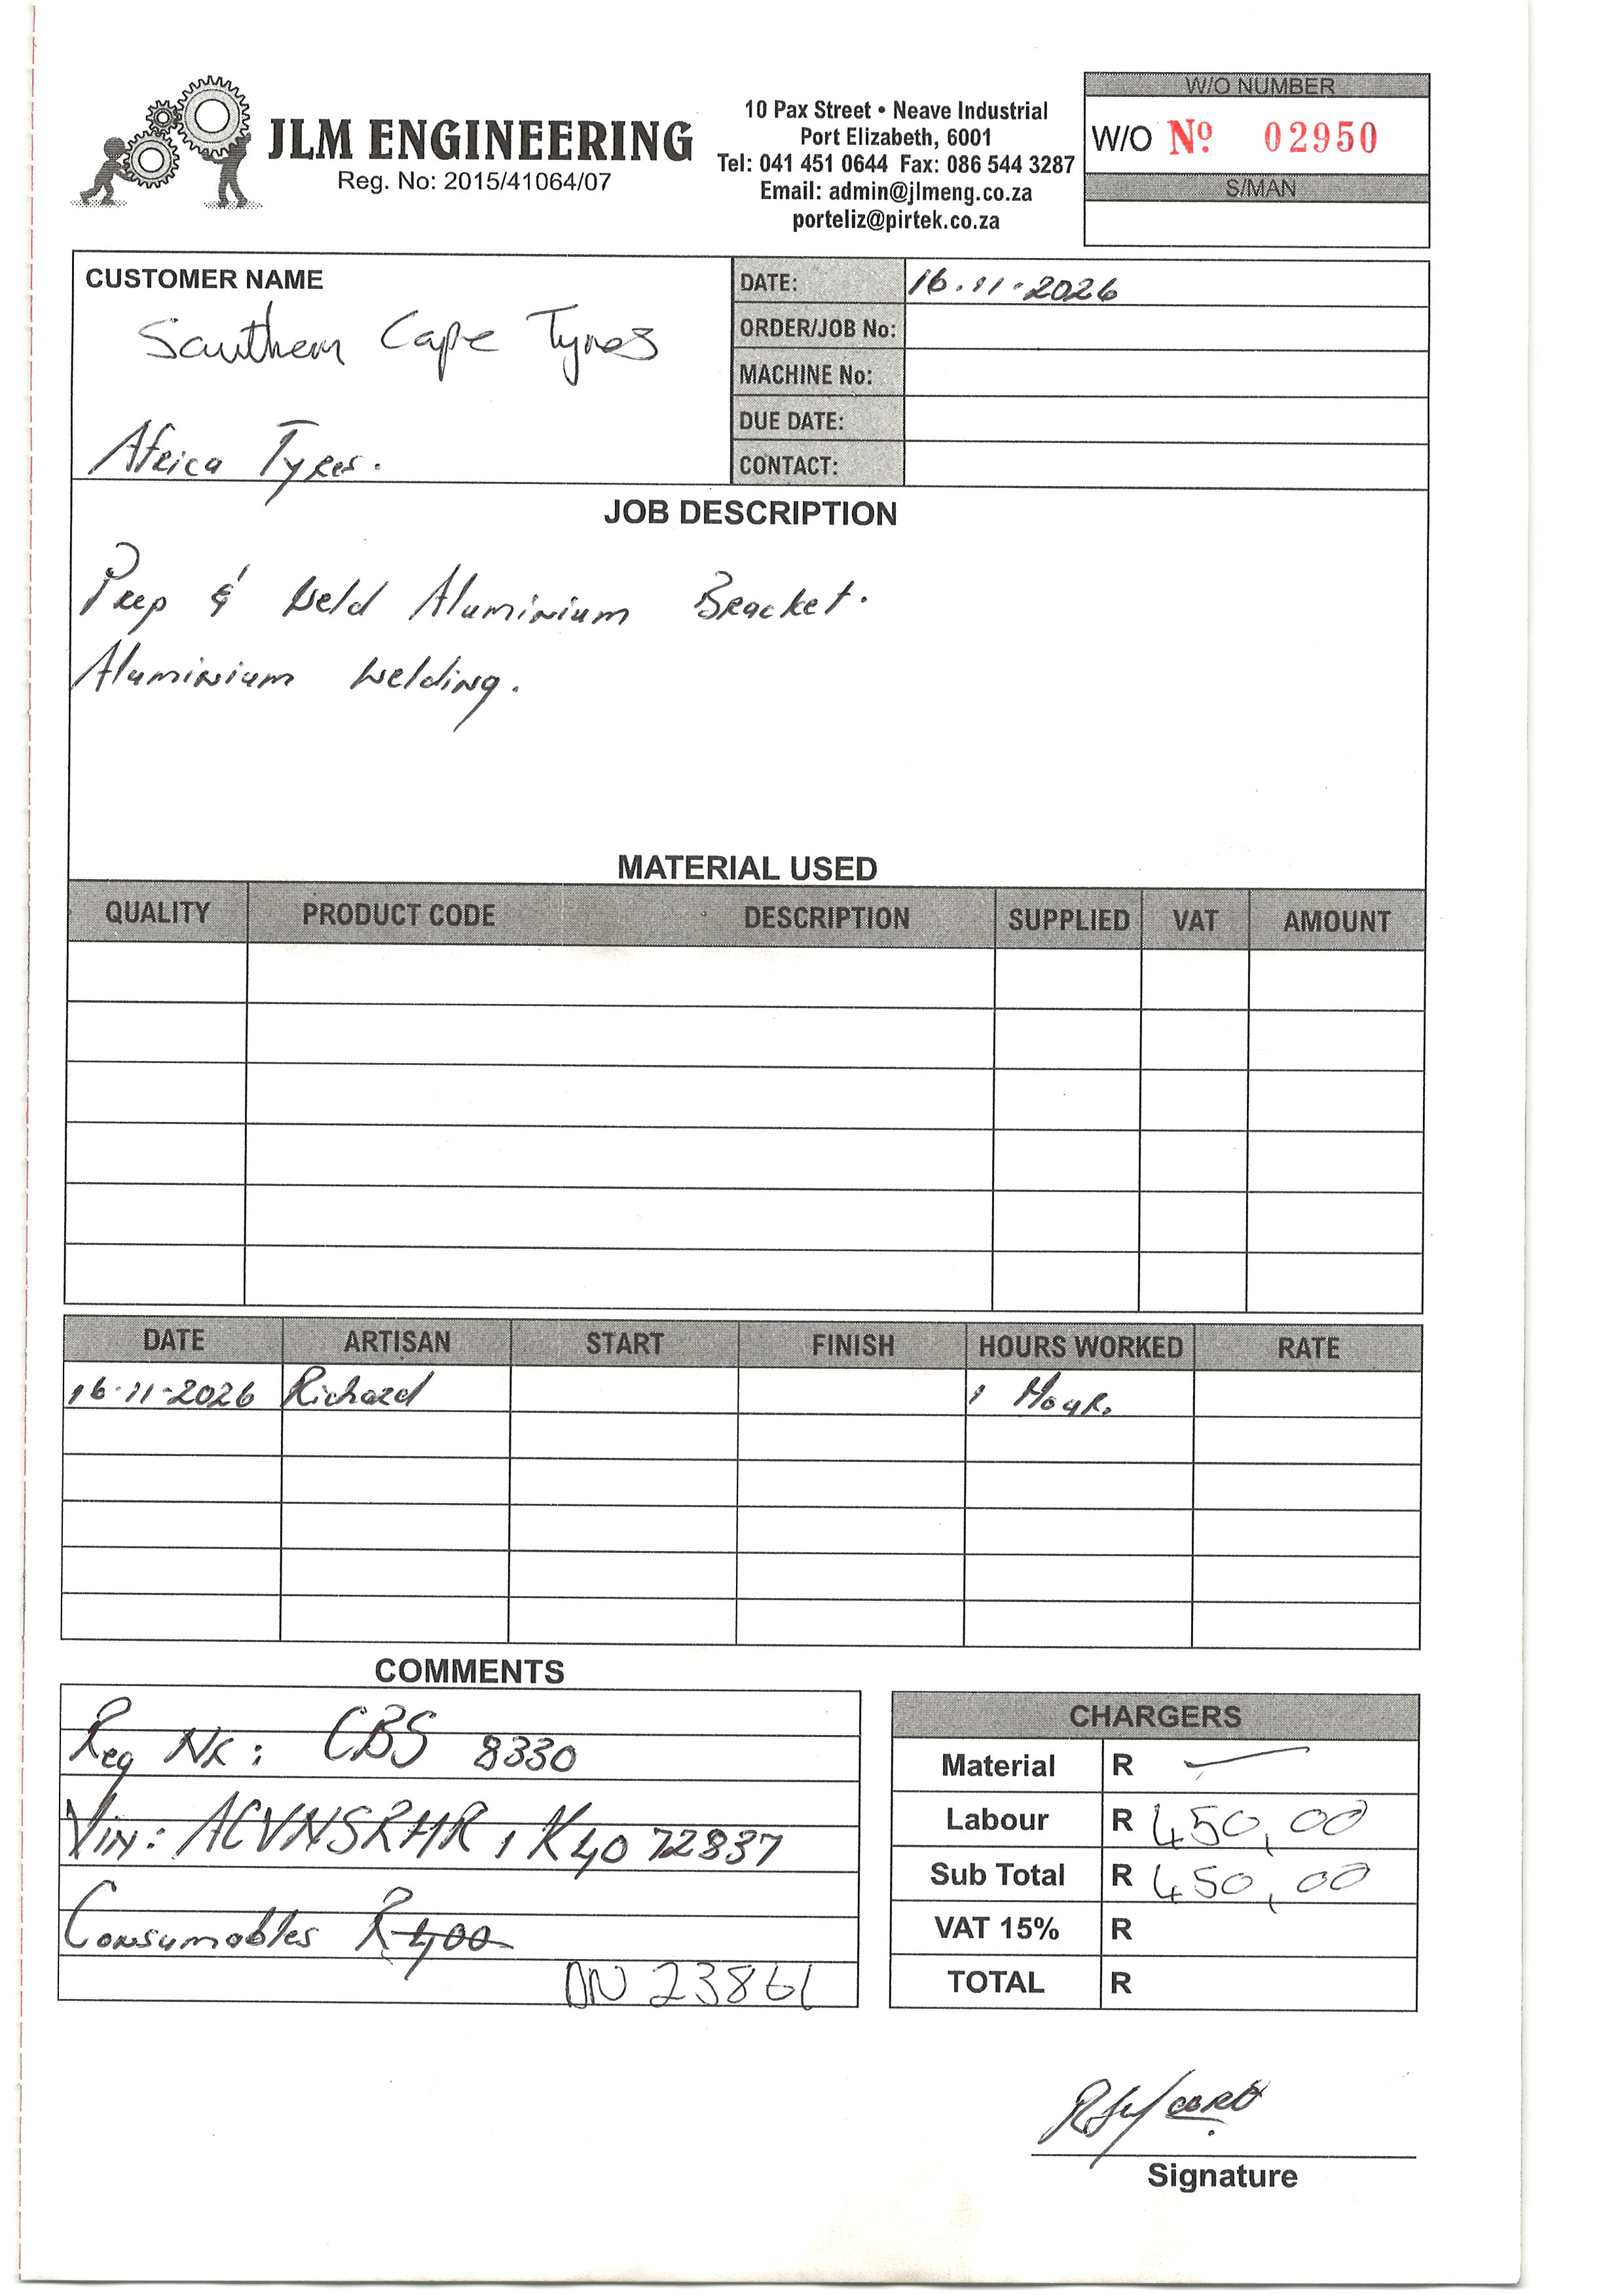 JLM ENGINEERING
Reg. No: 2015/41064/07
10 Pax Street • Neave Industrial
Port Elizabeth, 6001
Tel: 041 451 0644 Fax: 086 544 3287
Email: admin@jlmeng.co.za
porteliz@pirtek.co.za
W/O NUMBER
W/O Nº 02950
S/MAN
CUSTOMER NAME
Southern Cape Tyres
Africa Tyres.
DATE: 16.11.2026
ORDER/JOB No:
MACHINE No:
DUE DATE:
CONTACT:
JOB DESCRIPTION
Prep & Weld Aluminium Bracket.
Aluminium Welding.
MATERIAL USED
QUALITY PRODUCT CODE DESCRIPTION SUPPLIED VAT AMOUNT
DATE ARTISAN START FINISH HOURS WORKED RATE
16-11-2026 Richard 1 Hour.
COMMENTS
Reg NR: CBS 8330
Vin: ACVNSRHR1K4072837
Consumables R400
DN 23861
CHARGERS
Material R —
Labour R 450,00
Sub Total R 450,00
VAT 15% R
TOTAL R
Signature